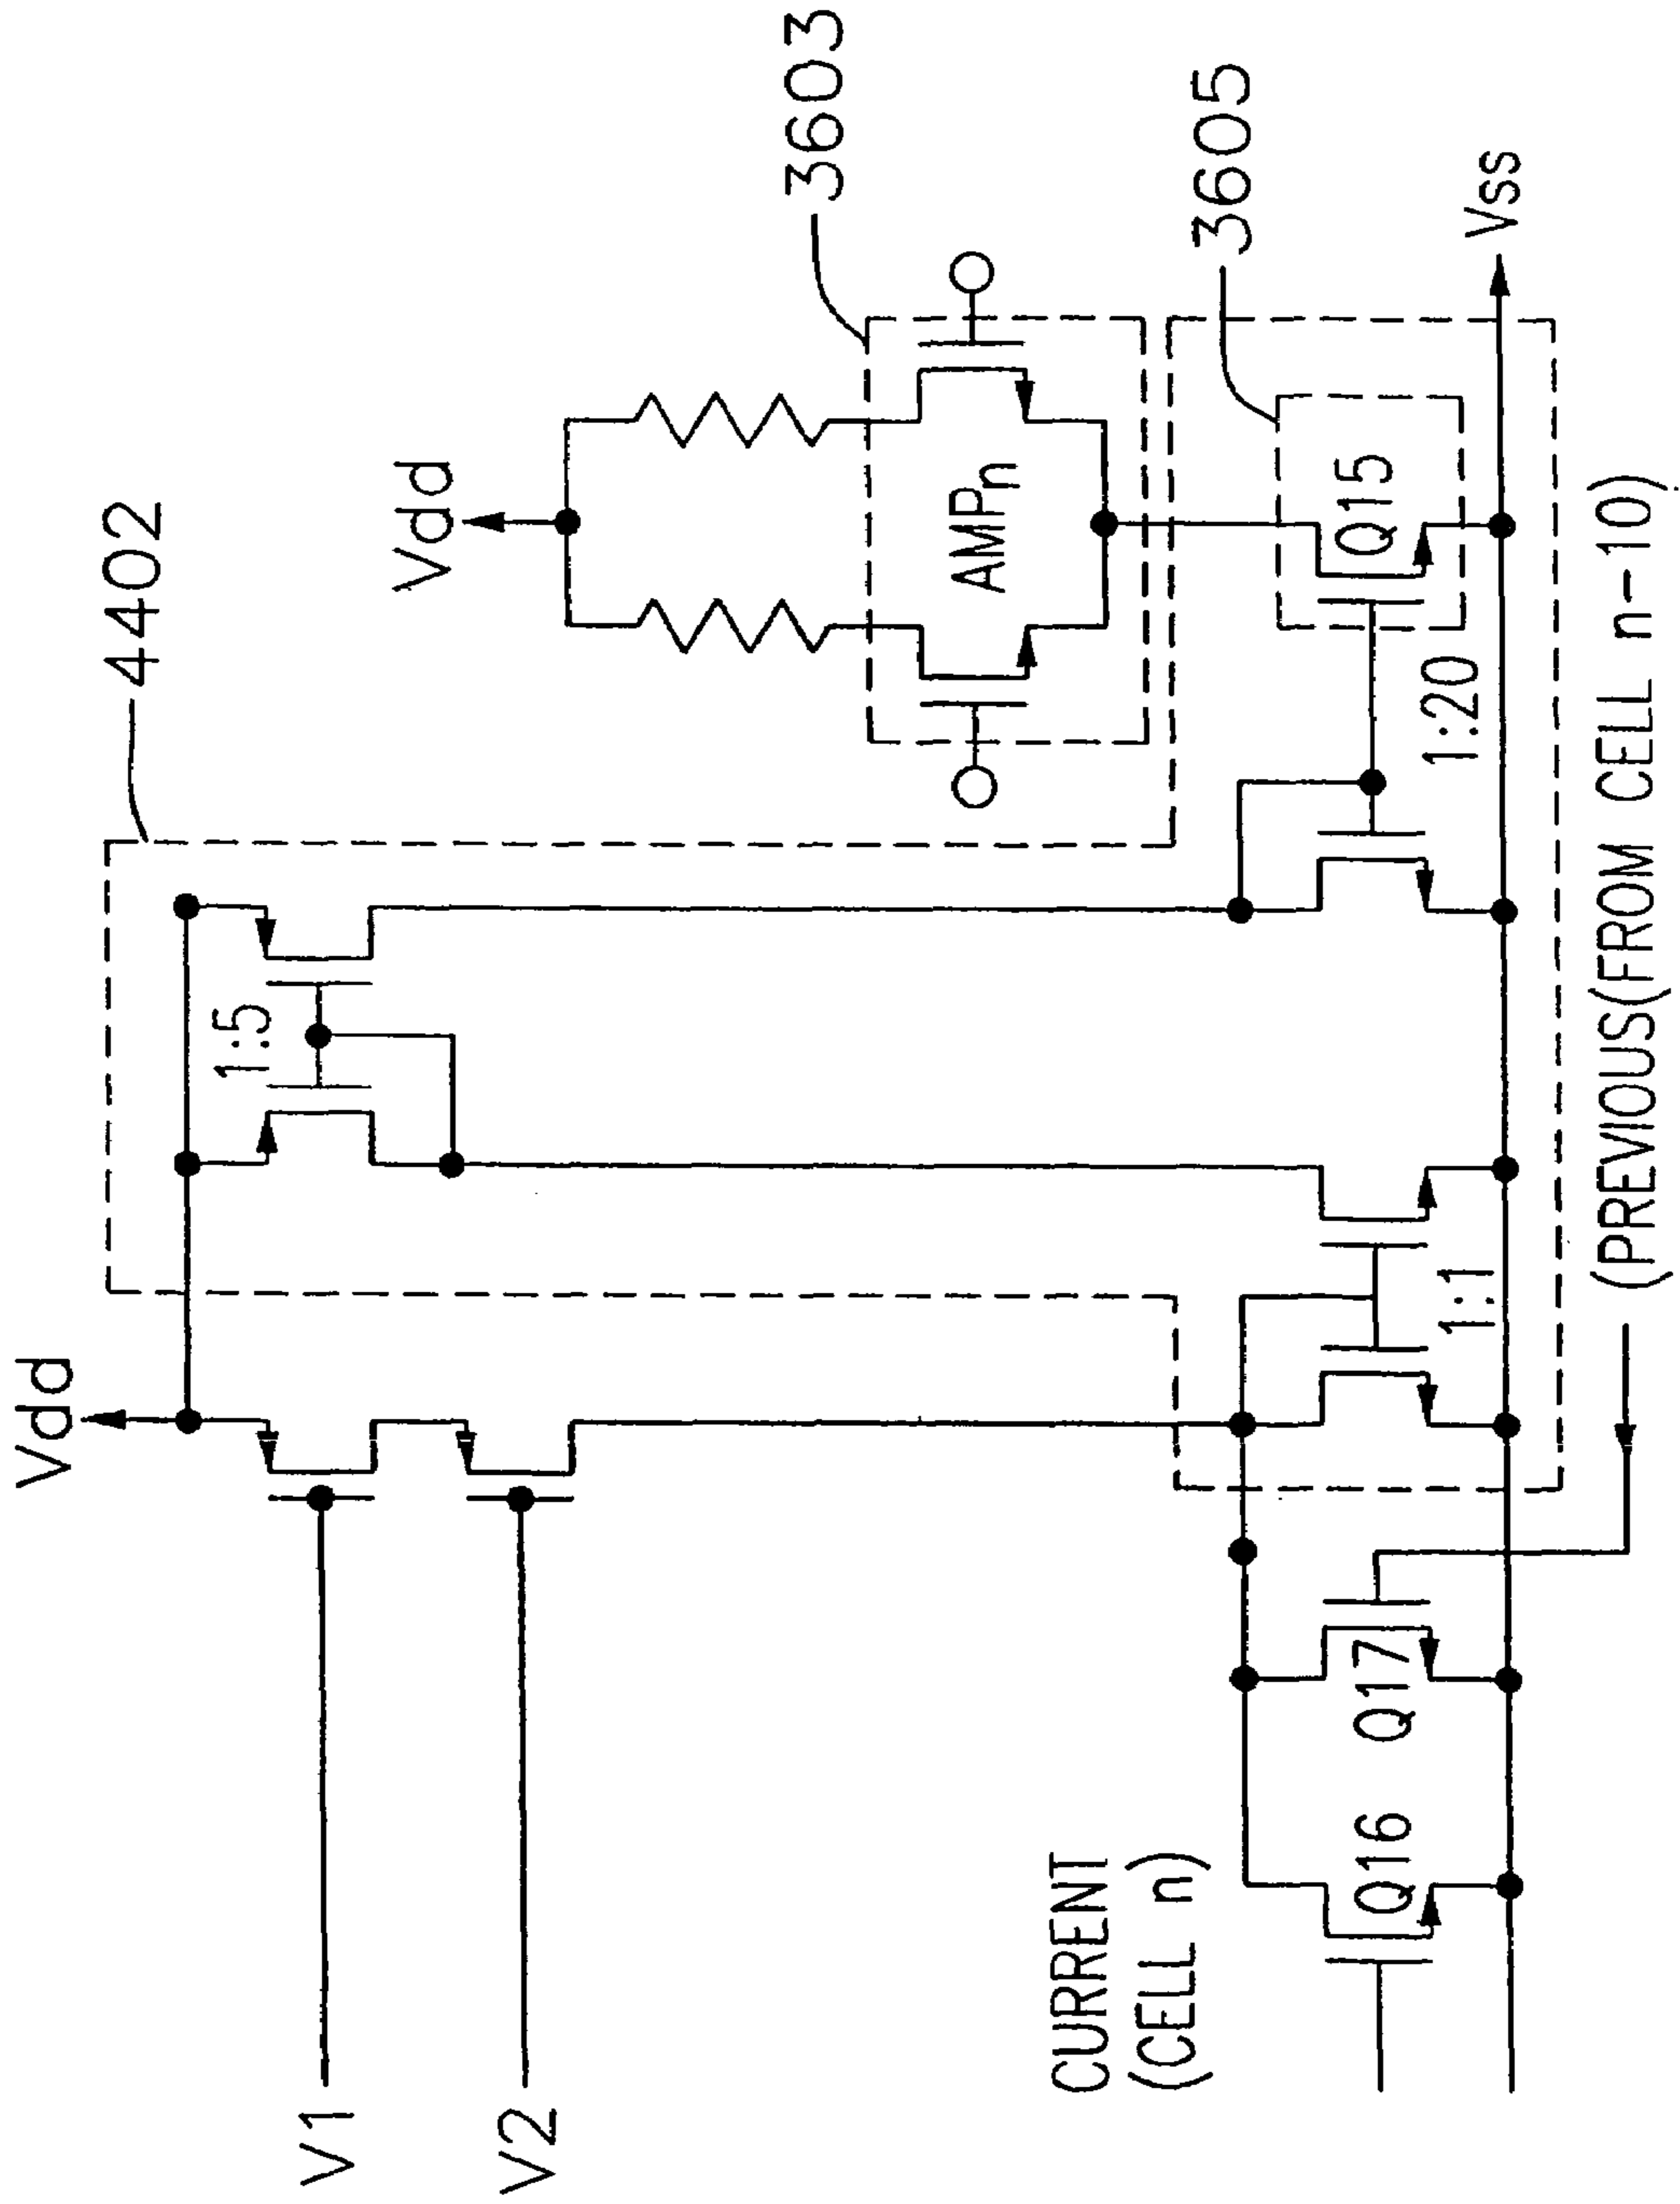 4402
Vdd
Vdd
3603
1:5
V1
V2
AMPn
3605
CURRENT
(CELL n)
Q16
Q17
1:1
1:20
Q15
Vss
(PREVIOUS(FROM CELL n-10)